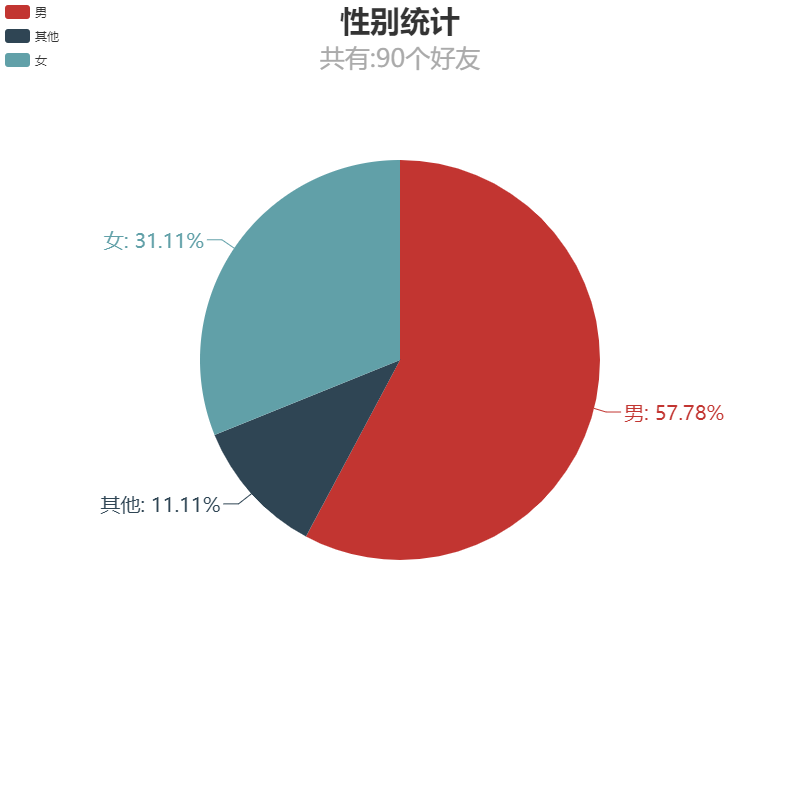 男
其他
女
性别统计
共有:90个好友
女: 31.11%
男: 57.78%
其他: 11.11%